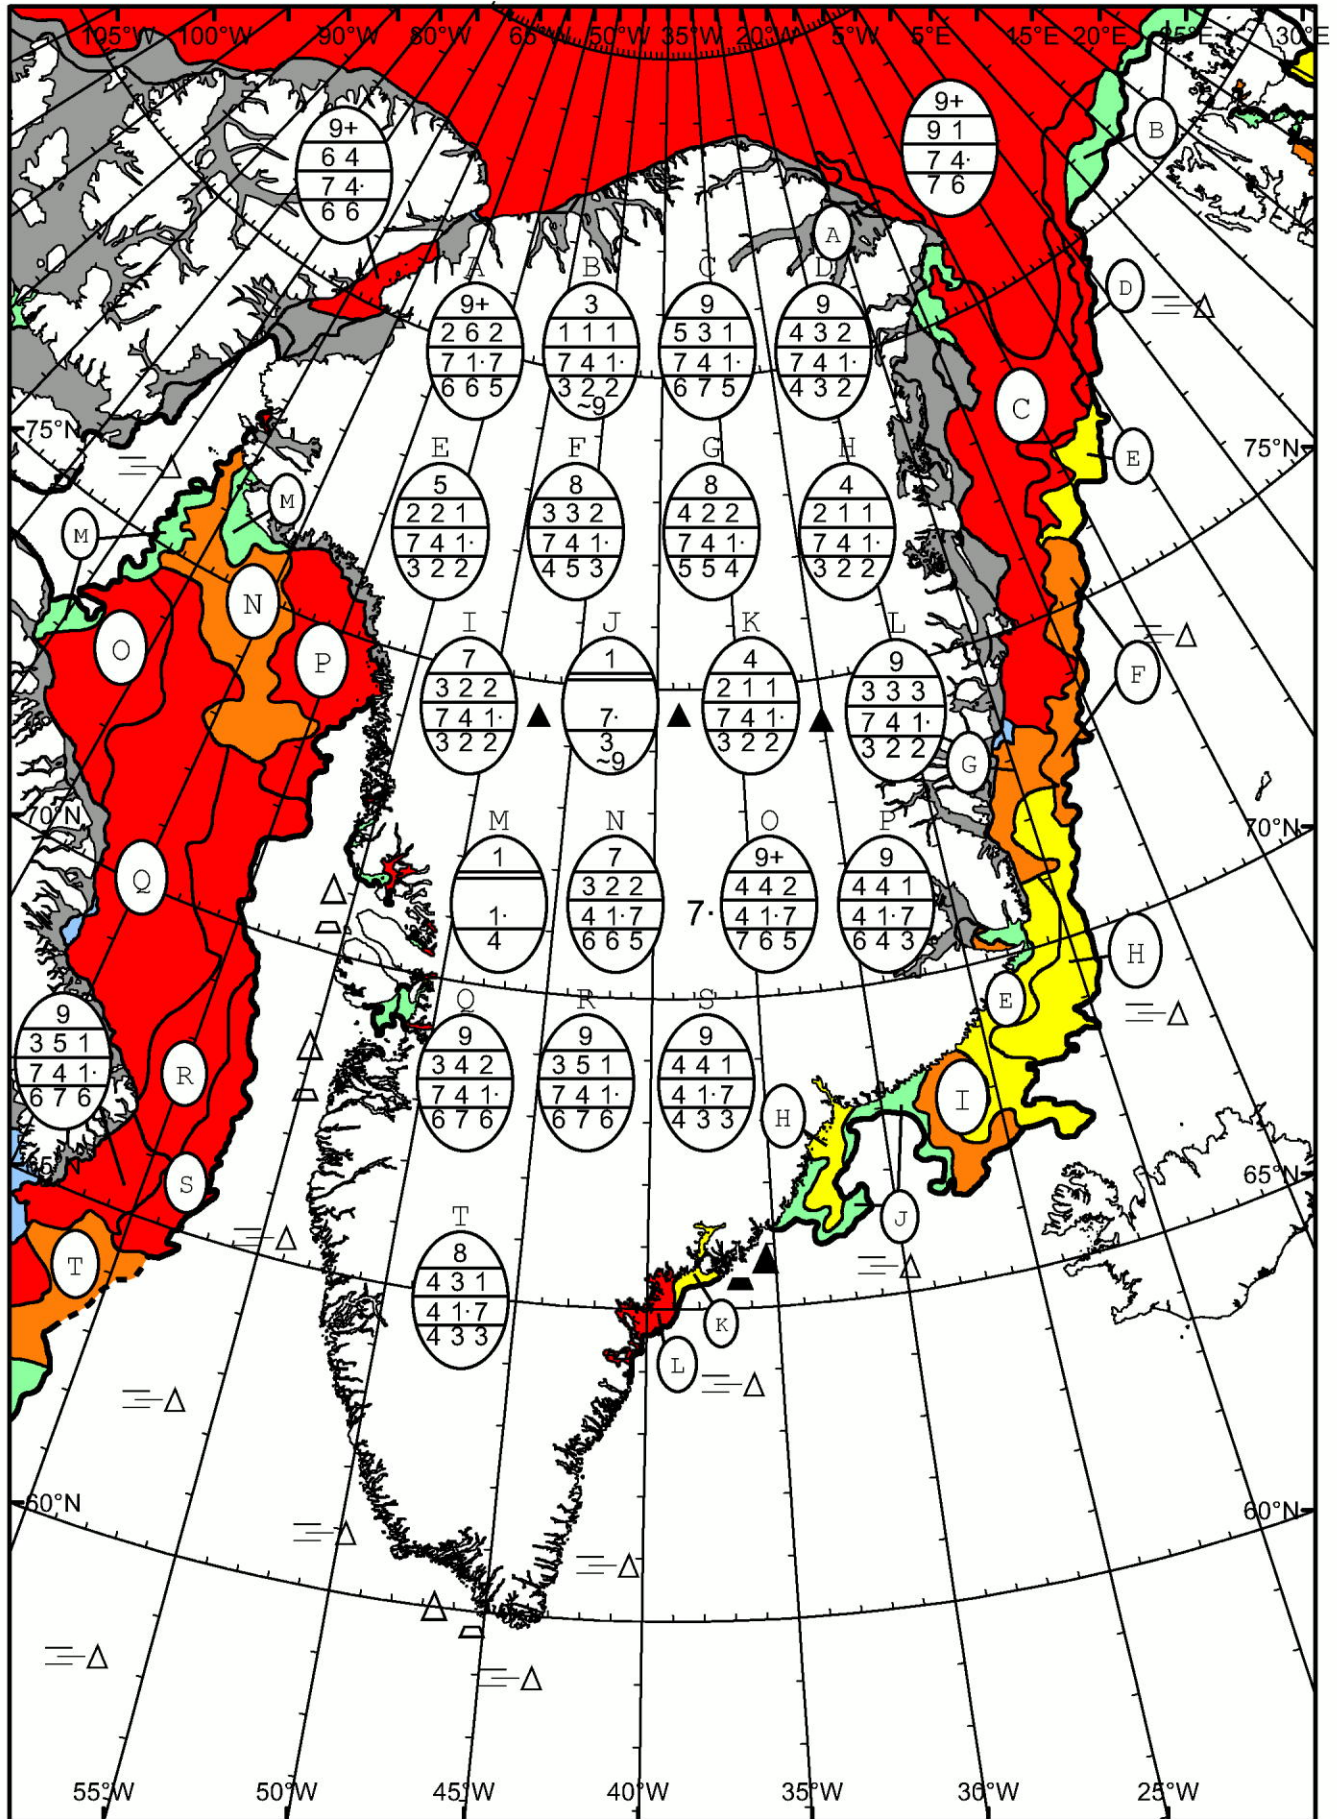 105°W 100°W 90°W 80°W 65°W 50°W 35°W 20°W 5°W 5°E 15°E 20°E 25°E 30°E
9+
6 4
7 4·
6 6
9+
9 1
7 4·
7 6
B
A
D
C
E
75°N
75°N
A B C D
9+ 3 9 9
2 6 2 1 1 1 5 3 1 4 3 2
7 1·7 7 4 1· 7 4 1· 7 4 1·
6 6 5 3 2 2 6 7 5 4 3 2
~9
E F G H
5 8 8 4
2 2 1 3 3 2 4 2 2 2 1 1
7 4 1· 7 4 1· 7 4 1· 7 4 1·
3 2 2 4 5 3 5 5 4 3 2 2
M
M
N
O
P
F
I J K L
7 1 4 9
3 2 2 2 1 1 3 3 3
7 4 1· 7· 7 4 1· 7 4 1·
3 2 2 3 3 2 2 3 2 2
~9
G
70°N
70°N
M N O P
1 7 9+ 9
3 2 2 4 4 2 4 4 1
1· 4 1·7 7· 4 1·7 4 1·7
4 6 6 5 7 6 5 6 4 3
Q
H
E
Q R S
9 9 9
3 4 2 3 5 1 4 4 1
7 4 1· 7 4 1· 4 1·7
6 7 6 6 7 6 4 3 3
9
3 5 1
7 4 1·
6 7 6
R
I
H
65°N
65°N
S
J
T
T
8
4 3 1
4 1·7
4 3 3
K
L
60°N
60°N
55°W 50°W 45°W 40°W 35°W 30°W 25°W